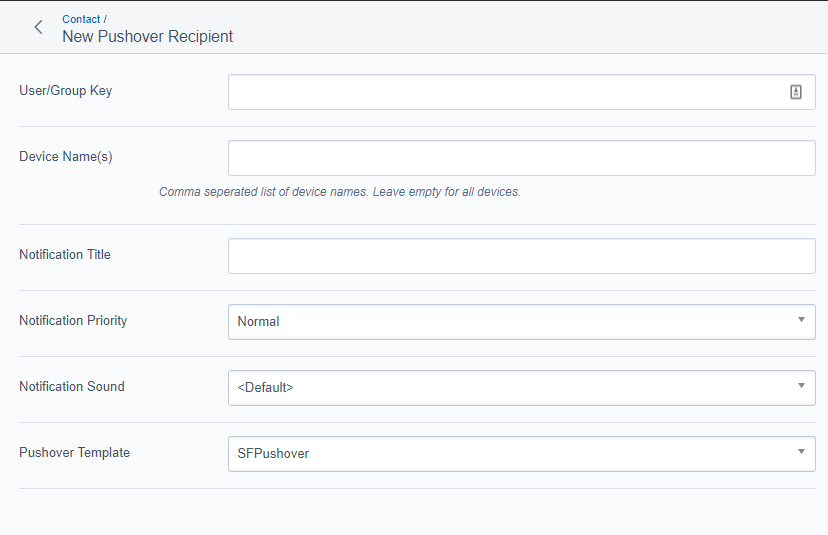 Contact /
New Pushover Recipient
User/Group Key
Device Name(s)
Comma seperated list of device names. Leave empty for all devices.
Notification Title
Notification Priority
Normal
Notification Sound
<Default>
Pushover Template
SFPushover